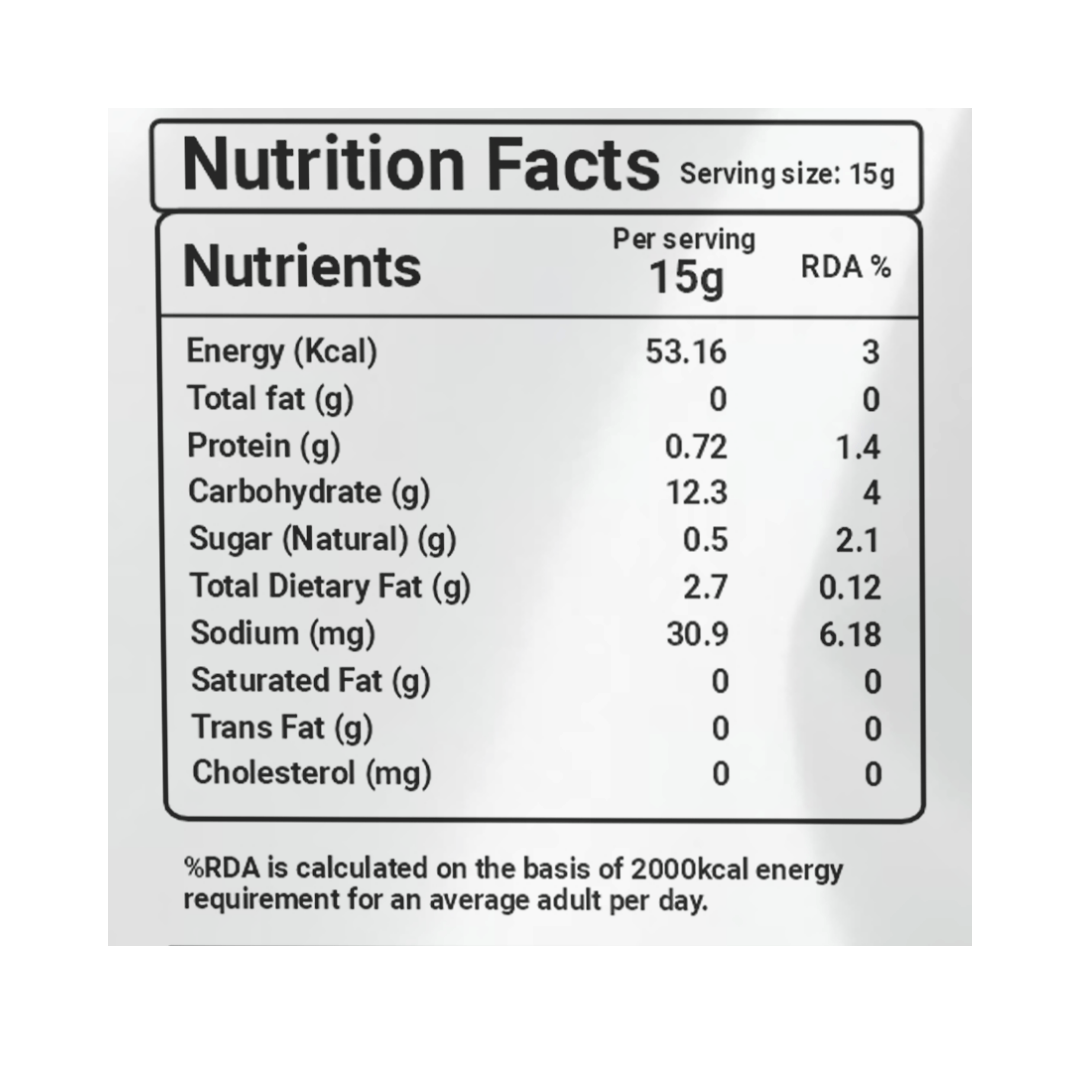 Nutrition Facts Serving size: 15g
Nutrients Per serving 15g RDA %
Energy (Kcal) 53.16 3
Total fat (g) 0 0
Protein (g) 0.72 1.4
Carbohydrate (g) 12.3 4
Sugar (Natural) (g) 0.5 2.1
Total Dietary Fat (g) 2.7 0.12
Sodium (mg) 30.9 6.18
Saturated Fat (g) 0 0
Trans Fat (g) 0 0
Cholesterol (mg) 0 0
%RDA is calculated on the basis of 2000kcal energy
requirement for an average adult per day.